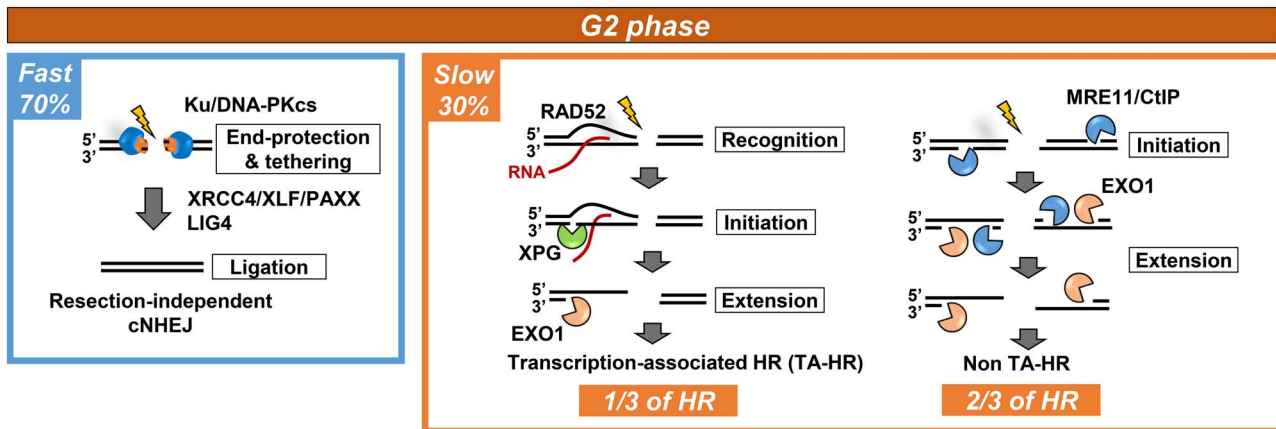 G2 phase
Fast
70%
Ku/DNA-PKcs
5’
3’
End-protection
& tethering
XRCC4/XLF/PAXX
LIG4
Ligation
Resection-independent
cNHEJ
Slow
30%
RAD52
5’
3’
RNA
Recognition
5’
3’
XPG
Initiation
5’
3’
EXO1
Extension
Transcription-associated HR (TA-HR)
1/3 of HR
MRE11/CtIP
5’
3’
Initiation
EXO1
5’
3’
Extension
5’
3’
Non TA-HR
2/3 of HR